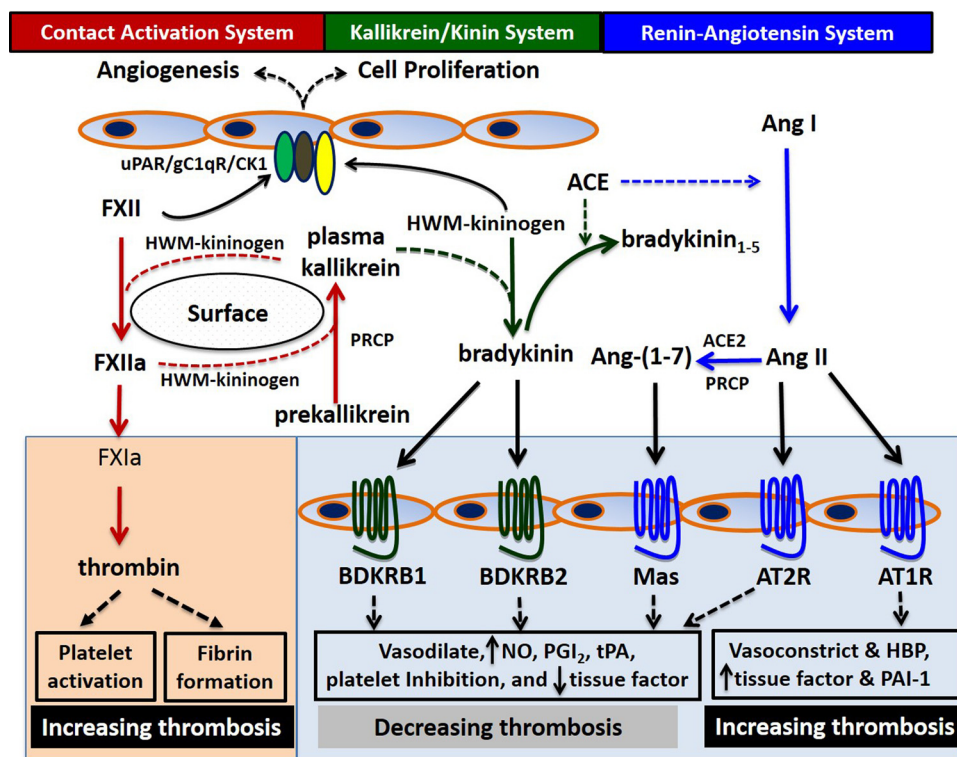 Contact Activation System
Kallikrein/Kinin System
Renin-Angiotensin System
Angiogenesis
Cell Proliferation
Ang I
uPAR/gC1qR/CK1
ACE
FXII
HWM-kininogen
bradykinin1-5
HWM-kininogen
plasma
kallikrein
Surface
PRCP
FXIIa
HWM-kininogen
bradykinin
Ang-(1-7)
ACE2
PRCP
Ang II
prekallikrein
FXIa
thrombin
BDKRB1
BDKRB2
Mas
AT2R
AT1R
Platelet
activation
Fibrin
formation
Vasodilate, ↑NO, PGI2, tPA,
platelet Inhibition, and ↓ tissue factor
Vasoconstrict & HBP,
↑tissue factor & PAI-1
Increasing thrombosis
Decreasing thrombosis
Increasing thrombosis